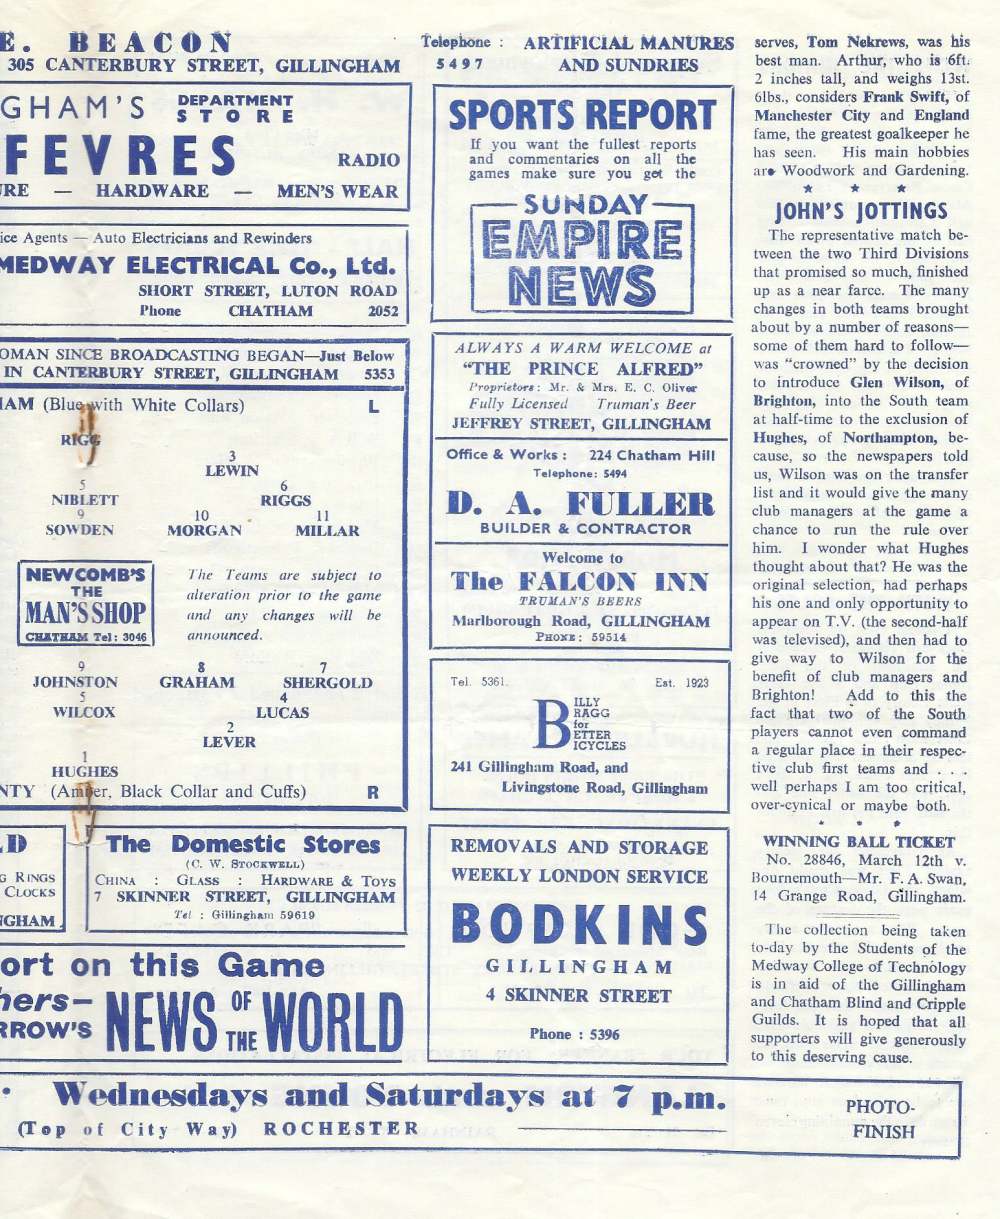 E. BEACON
305 CANTERBURY STREET, GILLINGHAM
GHAM'S DEPARTMENT
STORE
FEVRES RADIO
RE — HARDWARE — MEN'S WEAR
ice Agents — Auto Electricians and Rewinders
MEDWAY ELECTRICAL Co., Ltd.
SHORT STREET, LUTON ROAD
Phone CHATHAM 2052
OMAN SINCE BROADCASTING BEGAN—Just Below
IN CANTERBURY STREET, GILLINGHAM 5353
AM (Blue with White Collars) L
RIGG
3
LEWIN
5 6
NIBLETT RIGGS
9 10 11
SOWDEN MORGAN MILLAR
NEWCOMB'S
THE
MAN'S SHOP
CHATHAM Tel: 3046
The Teams are subject to
alteration prior to the game
and any changes will be
announced.
9 8 7
JOHNSTON GRAHAM SHERGOLD
5 4
WILCOX LUCAS
2
LEVER
1
HUGHES
NTY (Amber, Black Collar and Cuffs) R
LD
G RINGS
CLOCKS
NGHAM
The Domestic Stores
(C. W. STOCKWELL)
CHINA : GLASS : HARDWARE & TOYS
7 SKINNER STREET, GILLINGHAM
Tel : Gillingham 59619
ort on this Game
hers—
RROW'S NEWS OF THE WORLD
Telephone : ARTIFICIAL MANURES
5497 AND SUNDRIES
SPORTS REPORT
If you want the fullest reports
and commentaries on all the
games make sure you get the
SUNDAY
EMPIRE
NEWS
ALWAYS A WARM WELCOME at
"THE PRINCE ALFRED"
Proprietors: Mr. & Mrs. E. C. Oliver
Fully Licensed Truman's Beer
JEFFREY STREET, GILLINGHAM
Office & Works : 224 Chatham Hill
Telephone: 5494
D. A. FULLER
BUILDER & CONTRACTOR
Welcome to
The FALCON INN
TRUMAN'S BEERS
Marlborough Road, GILLINGHAM
PHONE: 59514
Tel. 5361. Est. 1923
BILLY
RAGG
for
BETTER
BICYCLES
241 Gillingham Road, and
Livingstone Road, Gillingham
REMOVALS AND STORAGE
WEEKLY LONDON SERVICE
BODKINS
GILLINGHAM
4 SKINNER STREET
Phone : 5396
serves, Tom Nekrews, was his
best man. Arthur, who is 6ft.
2 inches tall, and weighs 13st.
6lbs., considers Frank Swift, of
Manchester City and England
fame, the greatest goalkeeper he
has seen. His main hobbies
are Woodwork and Gardening.
★ ★ ★
JOHN'S JOTTINGS
The representative match be-
tween the two Third Divisions
that promised so much, finished
up as a near farce. The many
changes in both teams brought
about by a number of reasons—
some of them hard to follow—
was "crowned" by the decision
to introduce Glen Wilson, of
Brighton, into the South team
at half-time to the exclusion of
Hughes, of Northampton, be-
cause, so the newspapers told
us, Wilson was on the transfer
list and it would give the many
club managers at the game a
chance to run the rule over
him. I wonder what Hughes
thought about that? He was the
original selection, had perhaps
his one and only opportunity to
appear on T.V. (the second-half
was televised), and then had to
give way to Wilson for the
benefit of club managers and
Brighton! Add to this the
fact that two of the South
players cannot even command
a regular place in their respec-
tive club first teams and . . .
well perhaps I am too critical,
over-cynical or maybe both.
* * *
WINNING BALL TICKET
No. 28846, March 12th v.
Bournemouth—Mr. F. A. Swan,
14 Grange Road, Gillingham.
The collection being taken
to-day by the Students of the
Medway College of Technology
is in aid of the Gillingham
and Chatham Blind and Cripple
Guilds. It is hoped that all
supporters will give generously
to this deserving cause.
Wednesdays and Saturdays at 7 p.m.
(Top of City Way) ROCHESTER
PHOTO-
FINISH